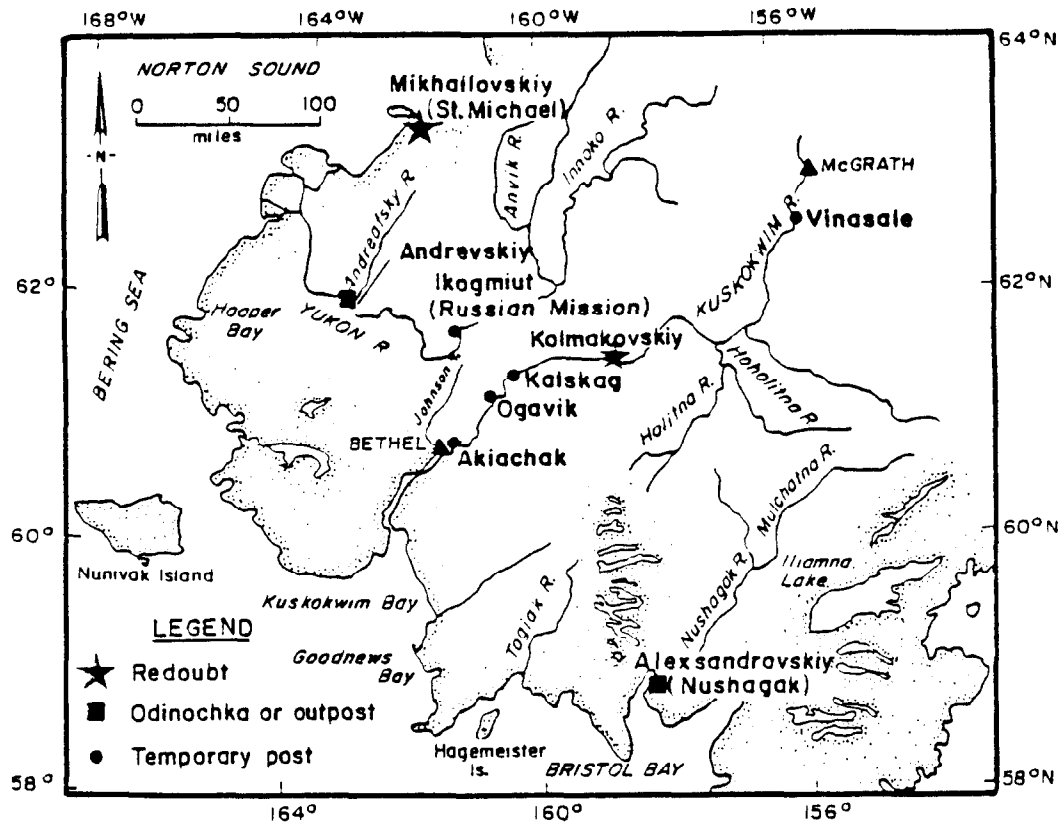 168°W
164°W
160°W
156°W
64°N
NORTON SOUND
0 50 100
miles
-N-
Mikhailovskiy
(St. Michael)
Anvik R.
Innoko R.
McGRATH
Vinasale
KUSKOKWIM R.
Andreafsky R
Andrevskiy
Ikogmiut
(Russian Mission)
62°
62°N
Hooper
Bay
YUKON R
BERING SEA
Kolmakovskiy
Kalskag
Ogavik
Johnson
BETHEL
Akiachak
Holitna R.
Hoholitna R
Mulchatna R.
60°
60°N
Nunivak Island
Iliamna
Lake
Nushagak R
Kuskokwim Bay
Togiak R.
LEGEND
Goodnews
Bay
Redoubt
Odinochka or outpost
Temporary post
Alexsandravskiy
(Nushagak)
Hagemeister
Is.
BRISTOL BAY
58°
58°N
164°
160°
156°